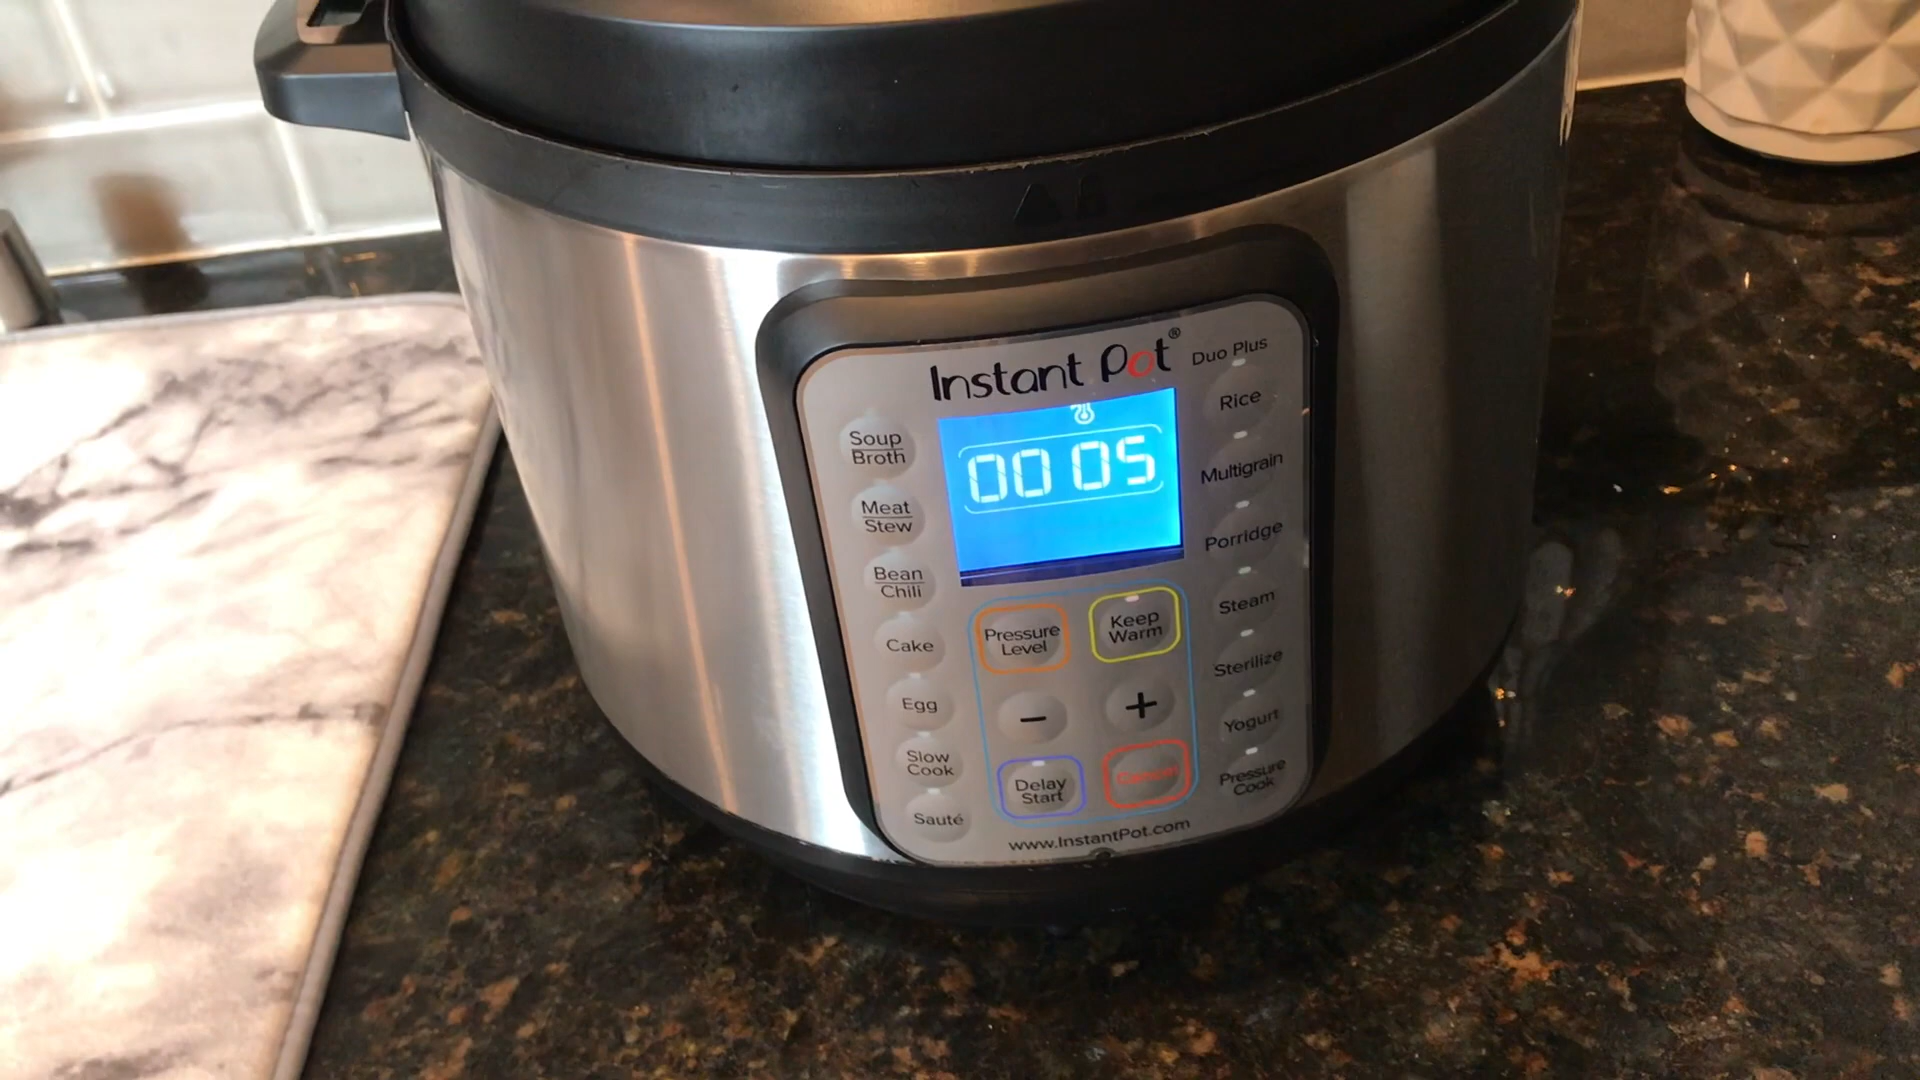 Instant Pot® Duo Plus
00 05
Soup
Broth
Meat
Stew
Bean
Chili
Cake
Egg
Slow
Cook
Sauté
Pressure
Level
Keep
Warm
−
+
Delay
Start
Cancel
Rice
Multigrain
Porridge
Steam
Sterilize
Yogurt
Pressure
Cook
www.InstantPot.com